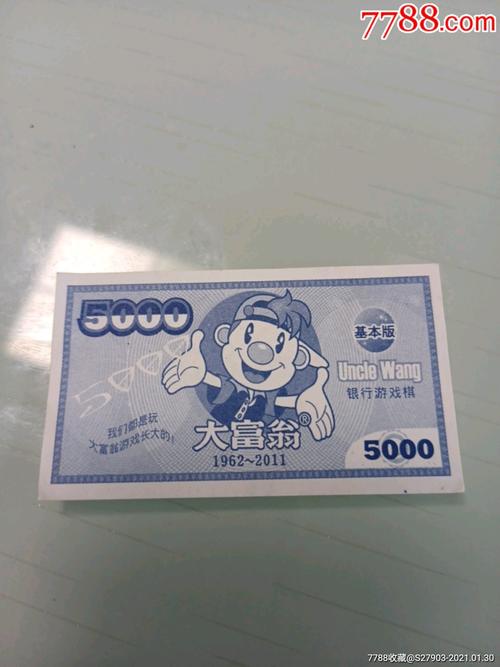 7788.com
5000
5000
基本版
Uncle Wang
银行游戏棋
我们都是玩
大富翁游戏长大的!
大富翁®
1962~2011
5000
7788收藏@S27903-2021.01.30